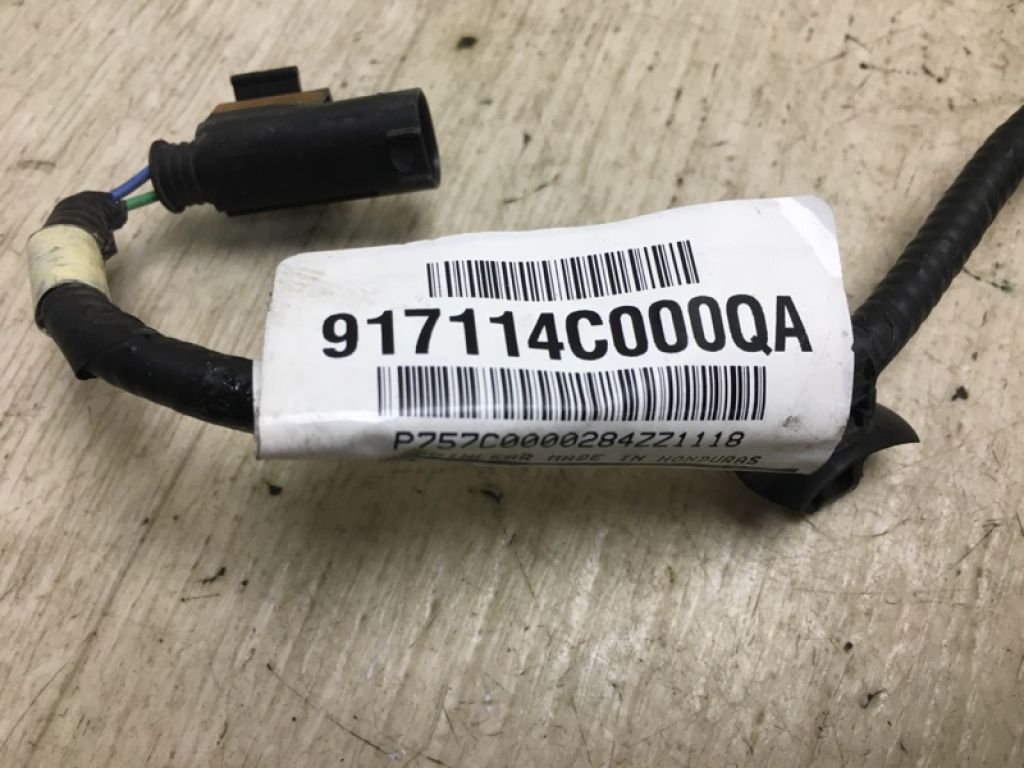 917114C000QA
P757C0000284ZZ1118
MADE IN HONDURAS